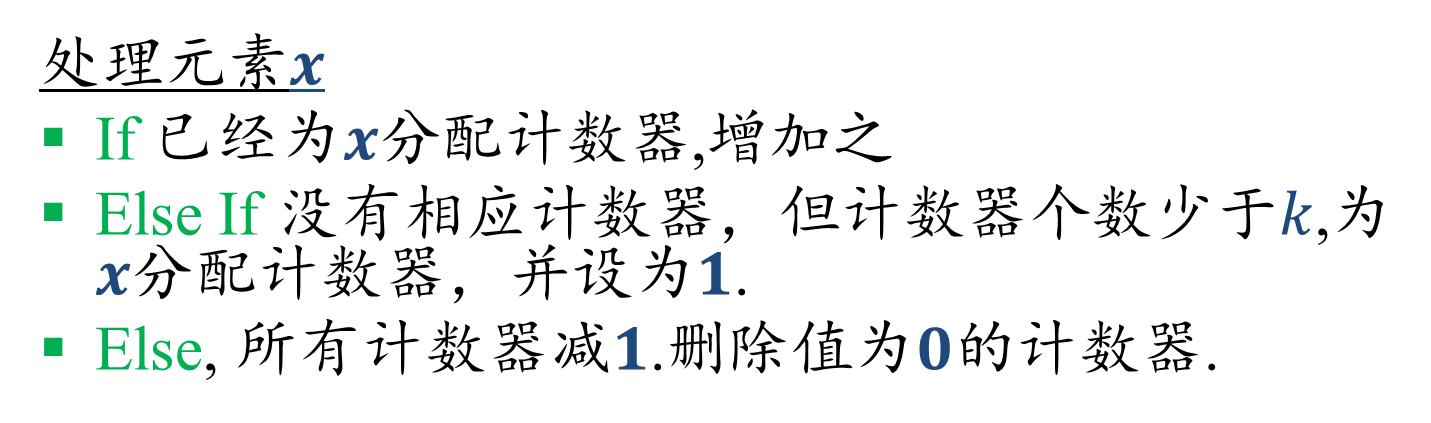 处理元素x
▪ If 已经为x分配计数器,增加之
▪ Else If 没有相应计数器，但计数器个数少于k,为
x分配计数器，并设为1.
▪ Else, 所有计数器减1.删除值为0的计数器.